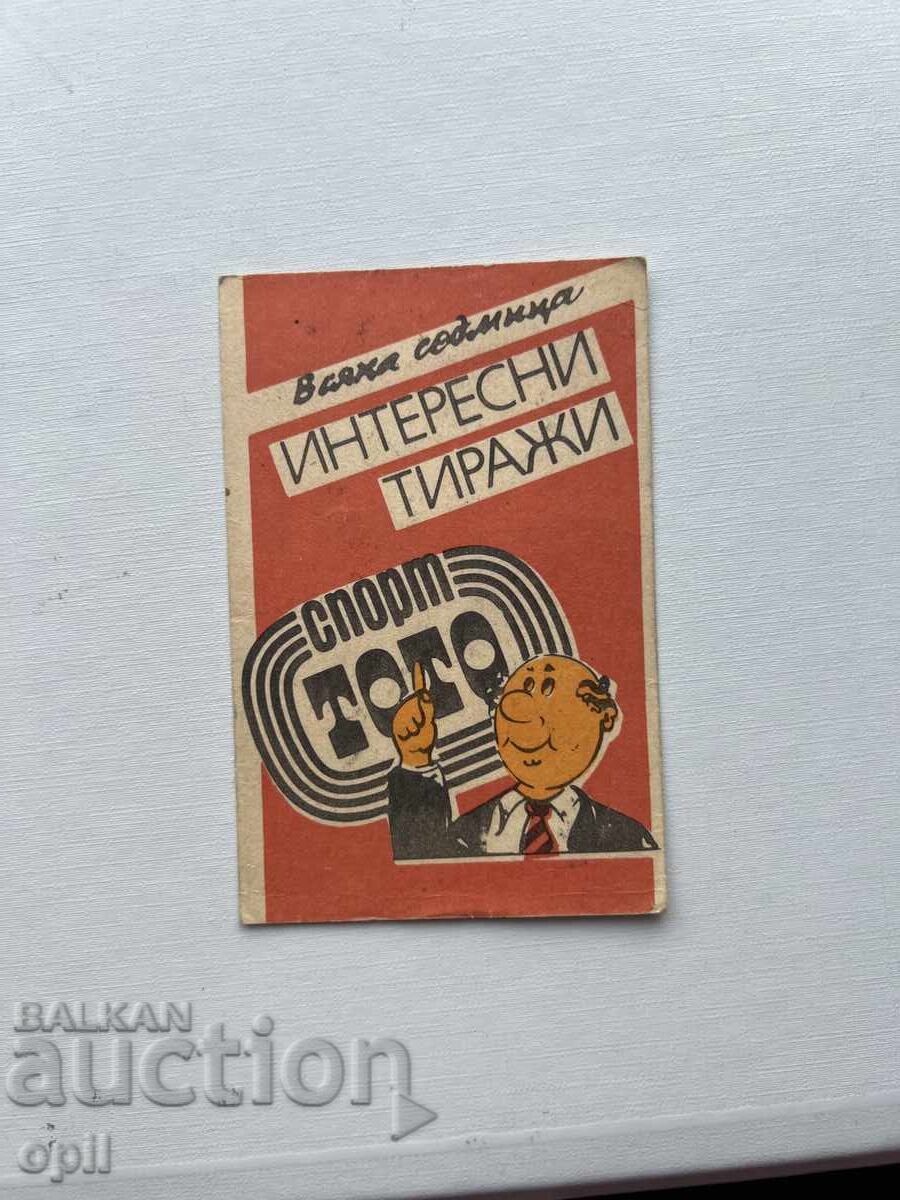 Всяка седмица
ИНТЕРЕСНИ
ТИРАЖИ
спорт
ТОТО
BALKAN
auction
opil